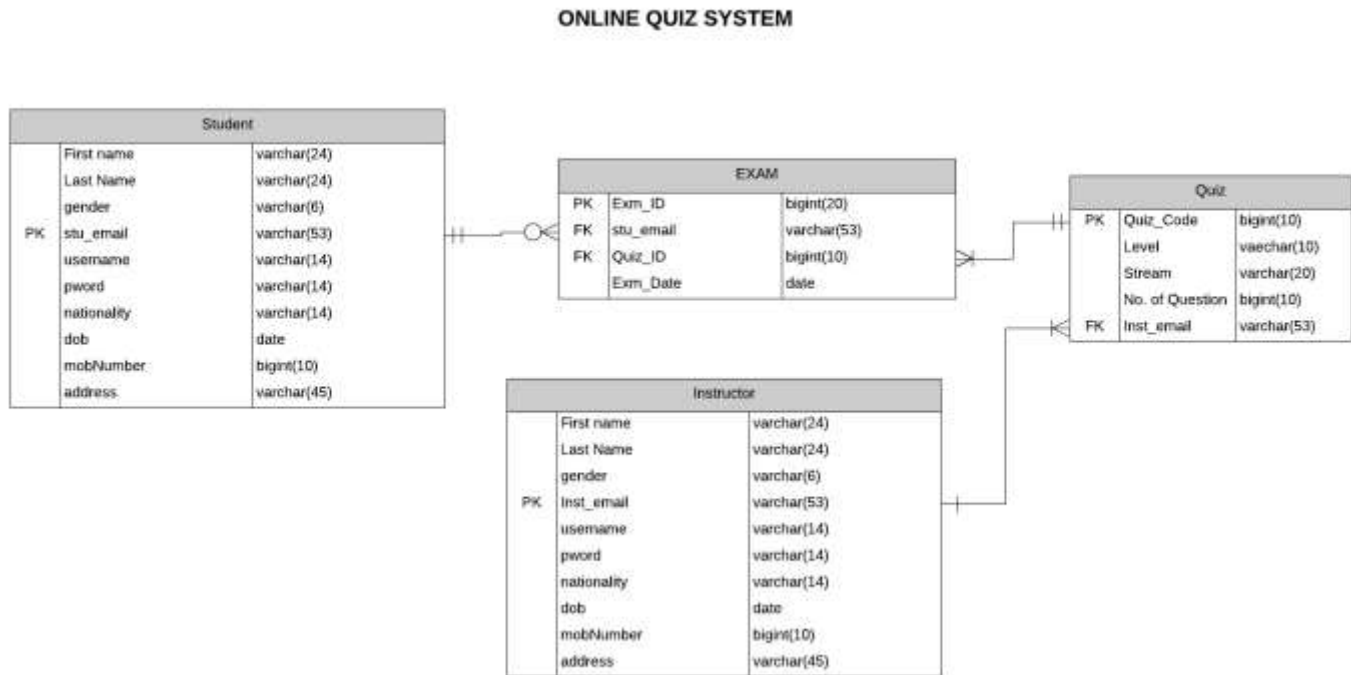 ONLINE QUIZ SYSTEM
Student
First name varchar(24)
Last Name varchar(24)
gender varchar(6)
PK stu_email varchar(53)
username varchar(14)
pword varchar(14)
nationality varchar(14)
dob date
mobNumber bigint(10)
address varchar(45)
EXAM
PK Exm_ID bigint(20)
FK stu_email varchar(53)
FK Quiz_ID bigint(10)
Exm_Date date
Quiz
PK Quiz_Code bigint(10)
Level vaechar(10)
Stream varchar(20)
No. of Question bigint(10)
FK Inst_email varchar(53)
Instructor
First name varchar(24)
Last Name varchar(24)
gender varchar(6)
PK Inst_email varchar(53)
username varchar(14)
pword varchar(14)
nationality varchar(14)
dob date
mobNumber bigint(10)
address varchar(45)